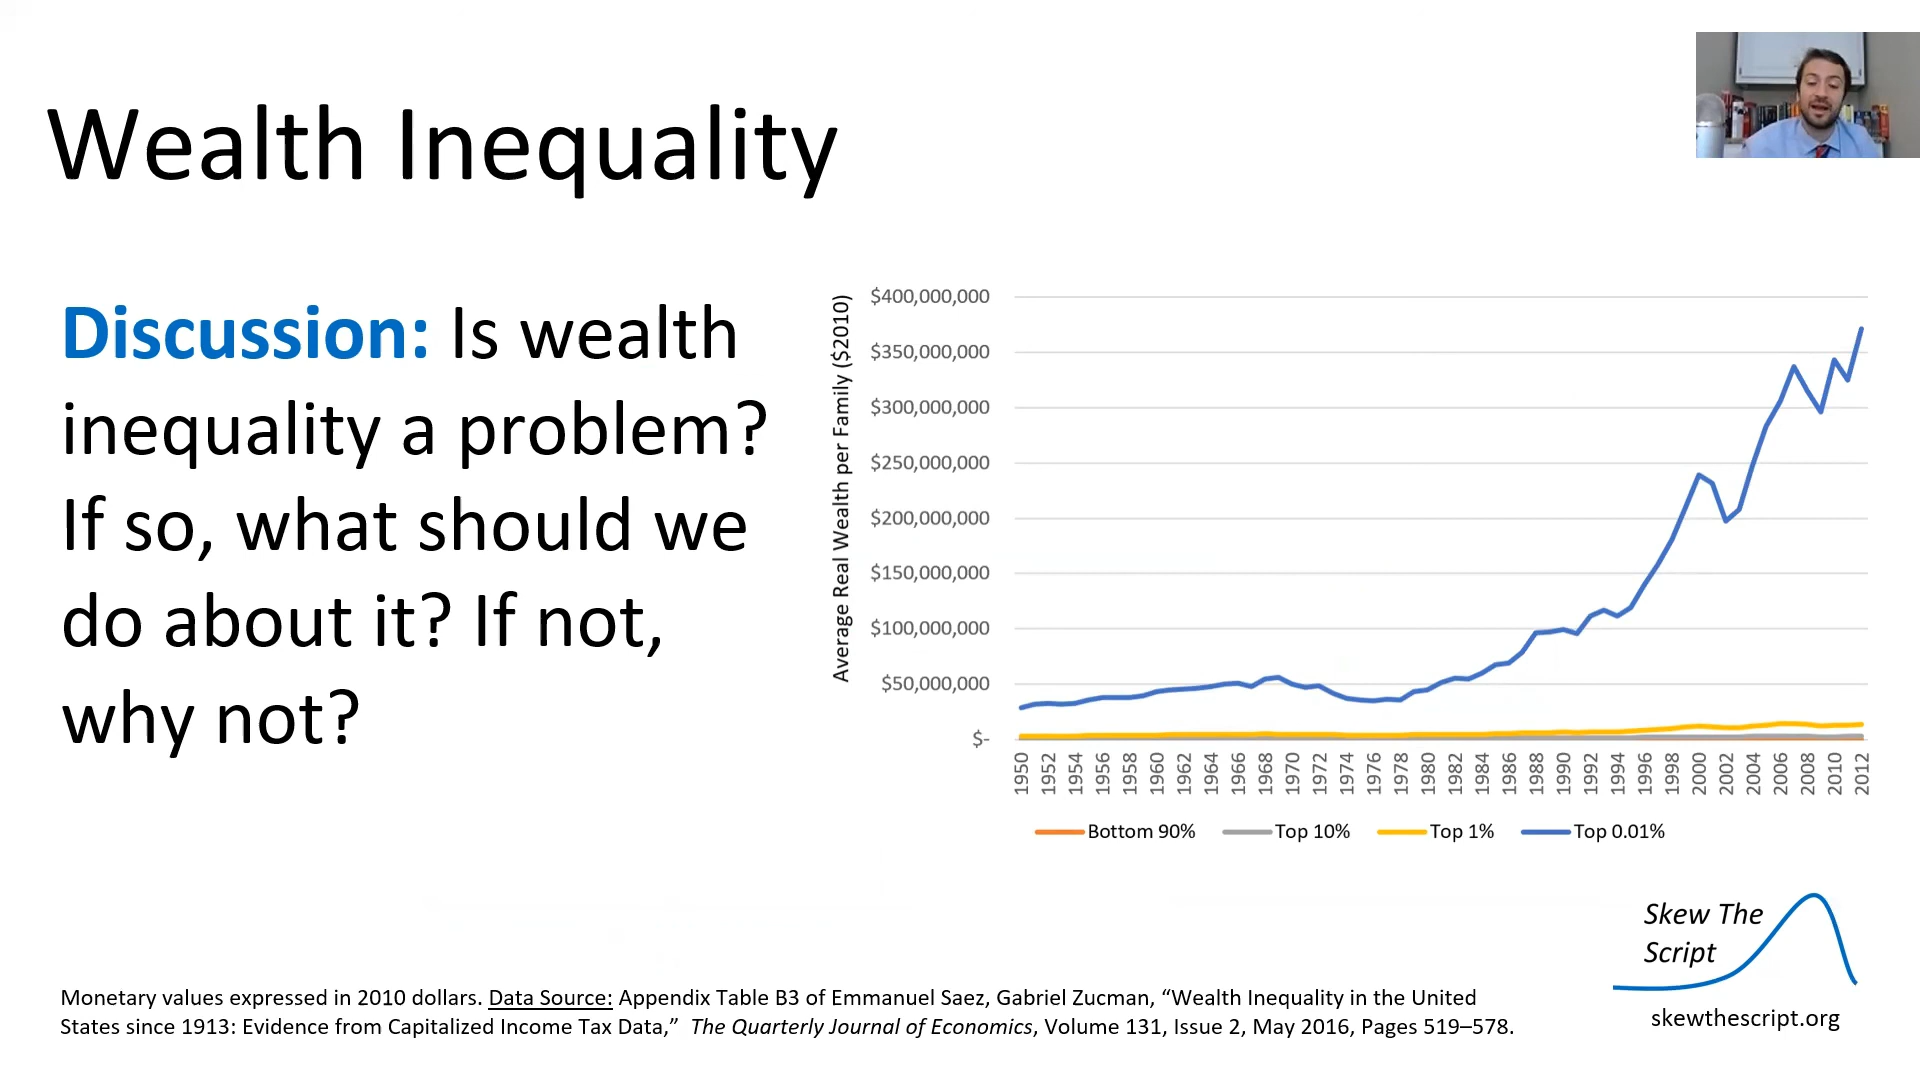 Wealth Inequality
Discussion: Is wealth
inequality a problem?
If so, what should we
do about it? If not,
why not?
Average Real Wealth per Family ($2010)
$400,000,000
$350,000,000
$300,000,000
$250,000,000
$200,000,000
$150,000,000
$100,000,000
$50,000,000
$-
1950 1952 1954 1956 1958 1960 1962 1964 1966 1968 1970 1972 1974 1976 1978 1980 1982 1984 1986 1988 1990 1992 1994 1996 1998 2000 2002 2004 2006 2008 2010 2012
Bottom 90% Top 10% Top 1% Top 0.01%
Skew The
Script
skewthescript.org
Monetary values expressed in 2010 dollars. Data Source: Appendix Table B3 of Emmanuel Saez, Gabriel Zucman, “Wealth Inequality in the United
States since 1913: Evidence from Capitalized Income Tax Data,” The Quarterly Journal of Economics, Volume 131, Issue 2, May 2016, Pages 519–578.